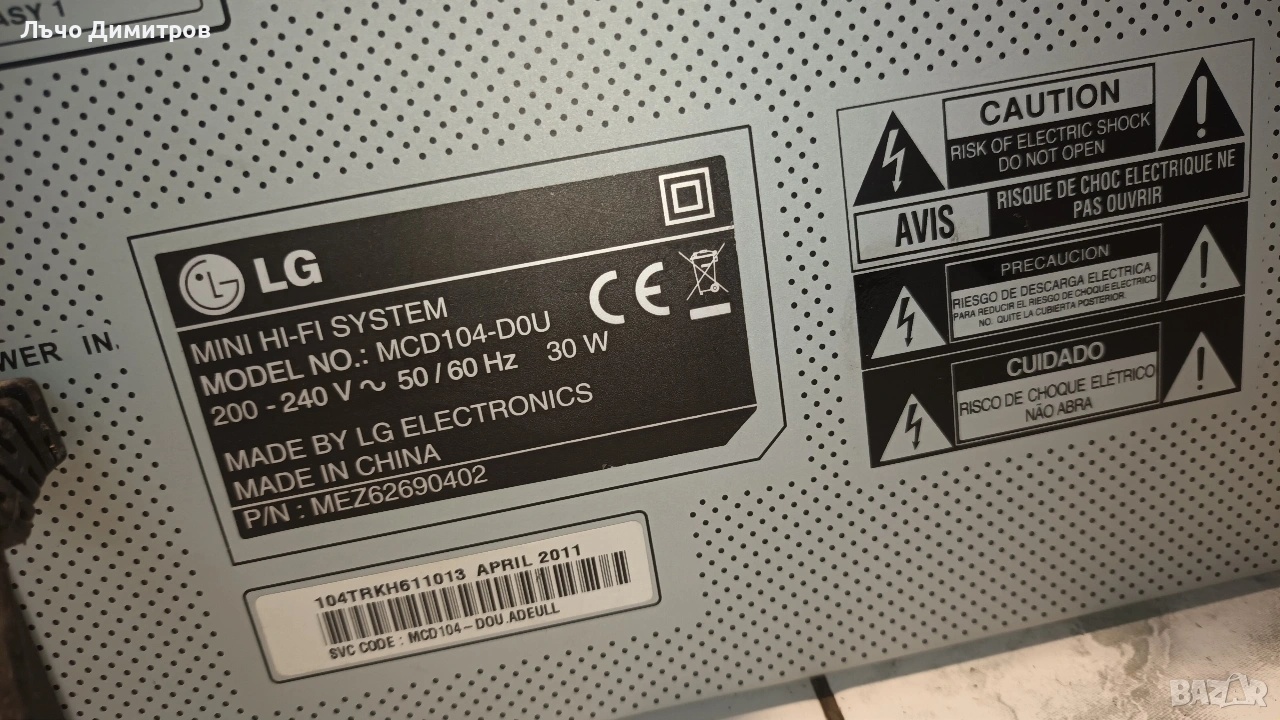 Лъчо Димитров
ASY 1
WER IN.
LG
MINI HI-FI SYSTEM
MODEL NO.: MCD104-D0U
200 - 240 V ~ 50 / 60 Hz 30 W
MADE BY LG ELECTRONICS
MADE IN CHINA
P/N : MEZ62690402
CE
104TRKH611013 APRIL 2011
SVC CODE : MCD104-DOU.ADEULL
CAUTION
RISK OF ELECTRIC SHOCK
DO NOT OPEN
AVIS
RISQUE DE CHOC ELECTRIQUE NE
PAS OUVRIR
PRECAUCION
RIESGO DE DESCARGA ELECTRICA
PARA REDUCIR EL RIESGO DE CHOQUE ELECTRICO
NO. QUITE LA CUBIERTA POSTERIOR.
CUIDADO
RISCO DE CHOQUE ELÉTRICO
NÃO ABRA
BAZAR